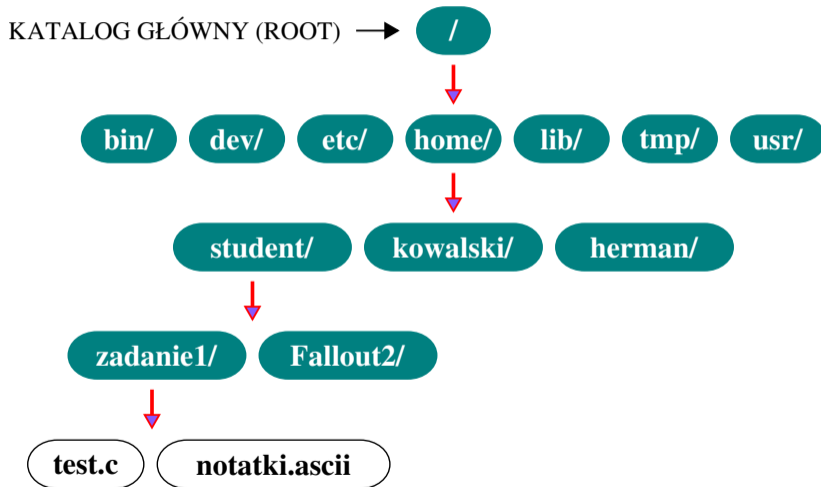 KATALOG GŁÓWNY (ROOT) /
bin/ dev/ etc/ home/ lib/ tmp/ usr/
student/ kowalski/ herman/
zadanie1/ Fallout2/
test.c notatki.ascii